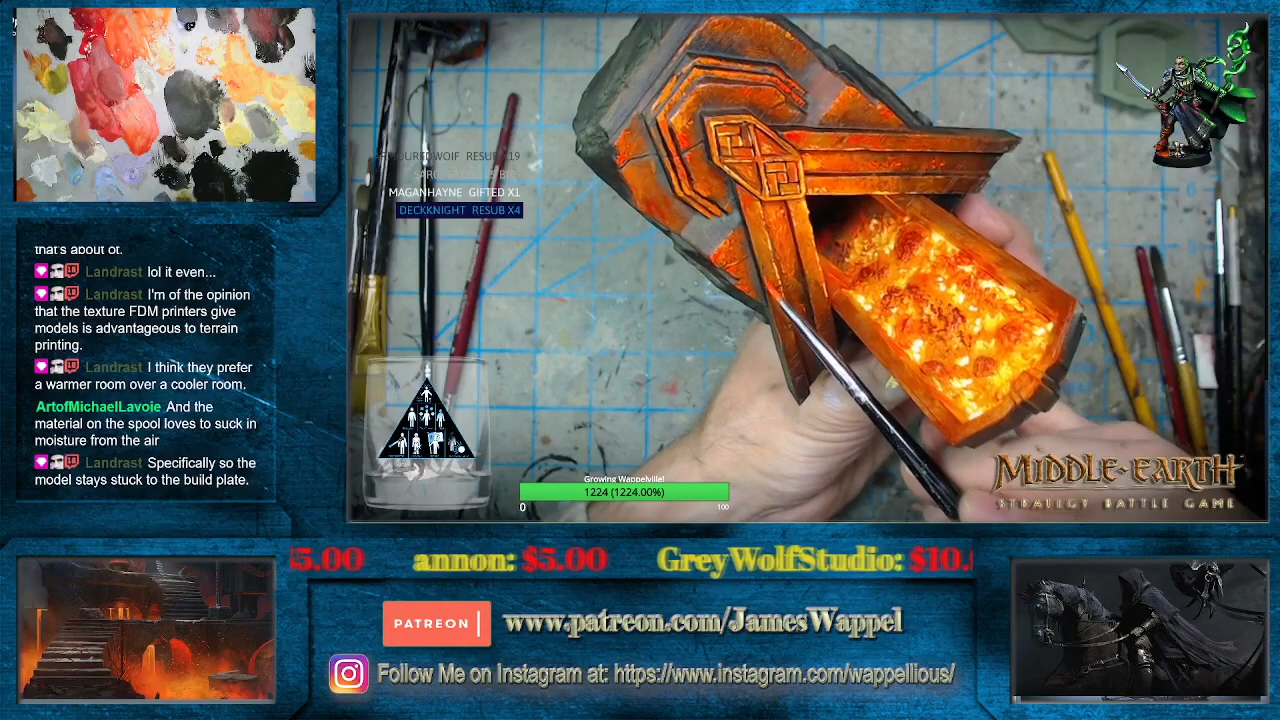 that's about of.
Landrast lol it even...
Landrast I'm of the opinion
that the texture FDM printers give
models is advantageous to terrain
printing.
Landrast I think they prefer
a warmer room over a cooler room.
ArtofMichaelLavoie And the
material on the spool loves to suck in
moisture from the air
Landrast Specifically so the
model stays stuck to the build plate.
RESUB X19
MAGANHAYNE GIFTED X1
DECKKNIGHT RESUB X4
Growing Wappelville!
1224 (1224.00%)
0
100
MIDDLE-EARTH
STRATEGY BATTLE GAME
$5.00 annon: $5.00 GreyWolfStudio: $10.
PATREON
www.patreon.com/JamesWappel
Follow Me on Instagram at: https://www.instagram.com/wappellious/